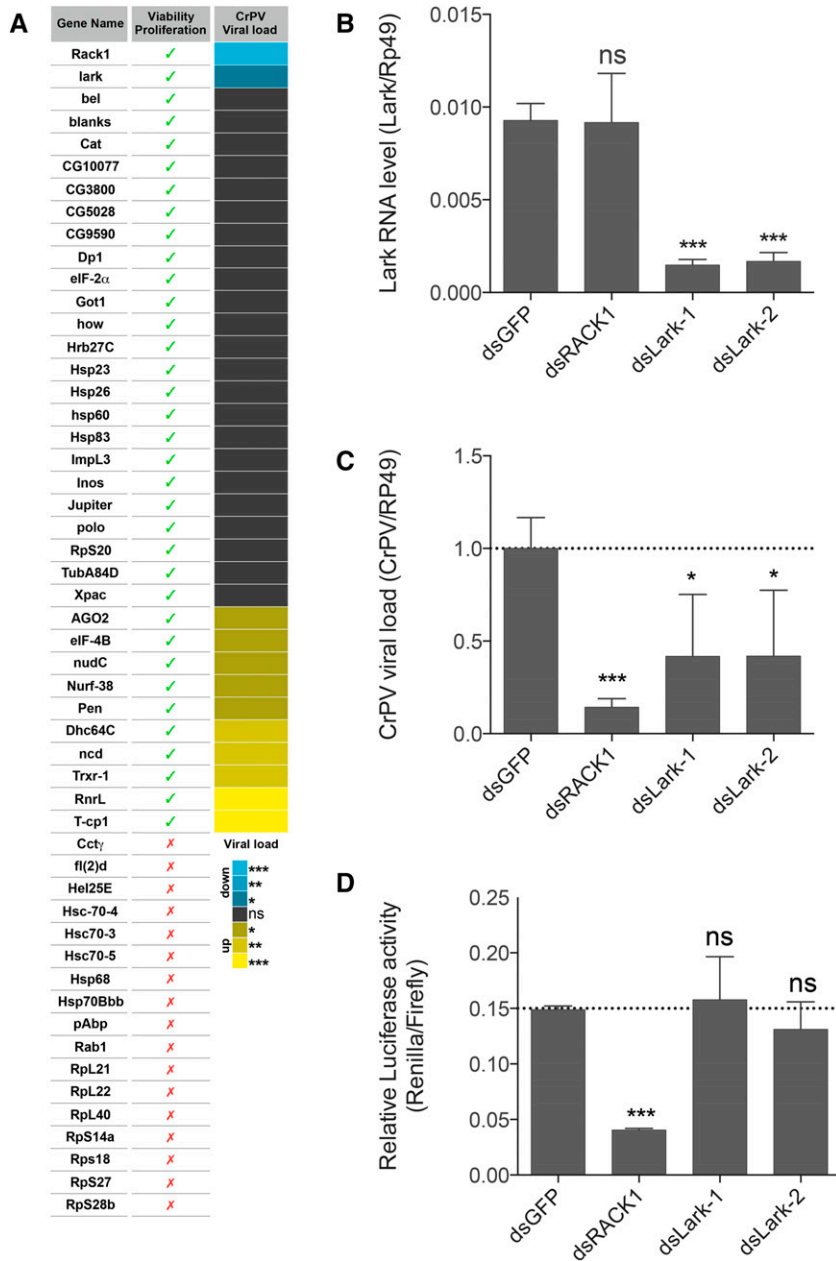 A
Gene Name
Viability Proliferation
CrPV Viral load
Rack1 ✓
lark ✓
bel ✓
blanks ✓
Cat ✓
CG10077 ✓
CG3800 ✓
CG5028 ✓
CG9590 ✓
Dp1 ✓
eIF-2α ✓
Got1 ✓
how ✓
Hrb27C ✓
Hsp23 ✓
Hsp26 ✓
hsp60 ✓
Hsp83 ✓
ImpL3 ✓
Inos ✓
Jupiter ✓
polo ✓
RpS20 ✓
TubA84D ✓
Xpac ✓
AGO2 ✓
eIF-4B ✓
nudC ✓
Nurf-38 ✓
Pen ✓
Dhc64C ✓
ncd ✓
Trxr-1 ✓
RnrL ✓
T-cp1 ✓
Cctγ ✗
fl(2)d ✗
Hel25E ✗
Hsc-70-4 ✗
Hsc70-3 ✗
Hsc70-5 ✗
Hsp68 ✗
Hsp70Bbb ✗
pAbp ✗
Rab1 ✗
RpL21 ✗
RpL22 ✗
RpL40 ✗
RpS14a ✗
Rps18 ✗
RpS27 ✗
RpS28b ✗
Viral load
down
***
**
*
ns
up
*
**
***
B
Lark RNA level (Lark/Rp49)
0.015
0.010
0.005
0.000
ns
***
***
dsGFP
dsRACK1
dsLark-1
dsLark-2
C
CrPV viral load (CrPV/RP49)
1.5
1.0
0.5
0.0
***
*
*
dsGFP
dsRACK1
dsLark-1
dsLark-2
D
Relative Luciferase activity
(Renilla/Firefly)
0.25
0.20
0.15
0.10
0.05
0.00
***
ns
ns
dsGFP
dsRACK1
dsLark-1
dsLark-2